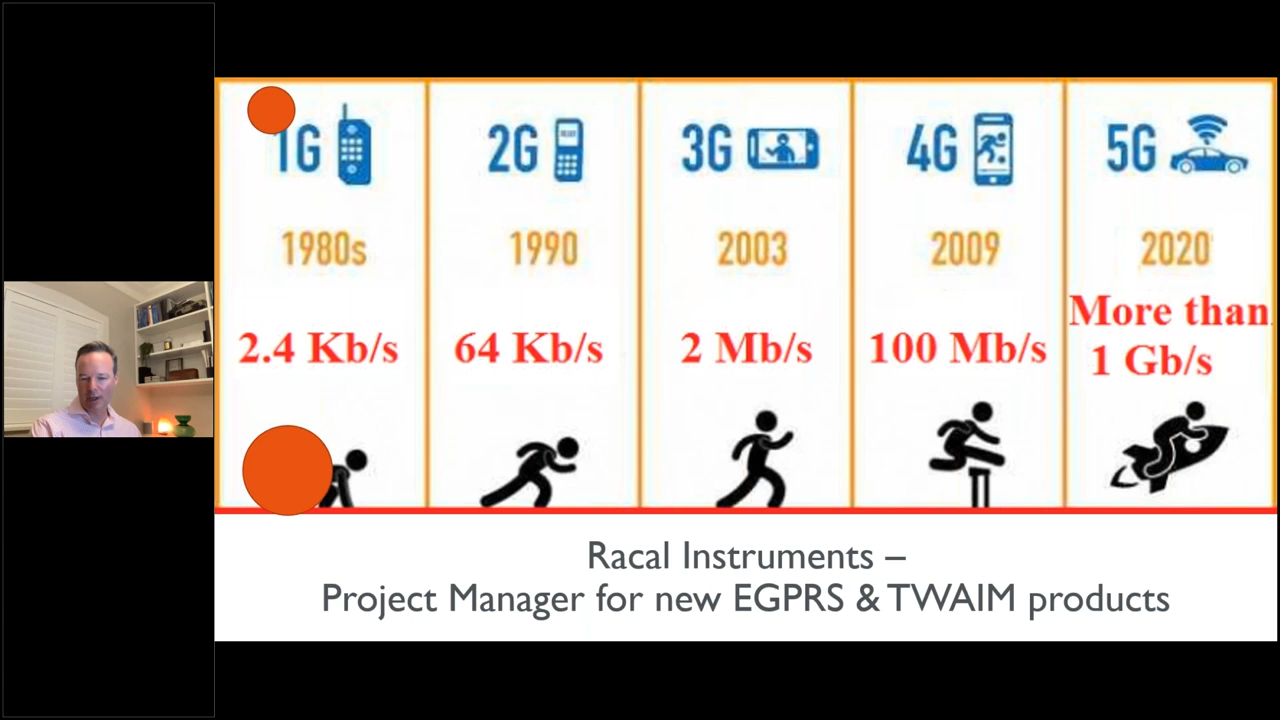 1G
2G
3G
4G
5G
1980s
1990
2003
2009
2020
2.4 Kb/s
64 Kb/s
2 Mb/s
100 Mb/s
More than
1 Gb/s
Racal Instruments –
Project Manager for new EGPRS & TWAIM products